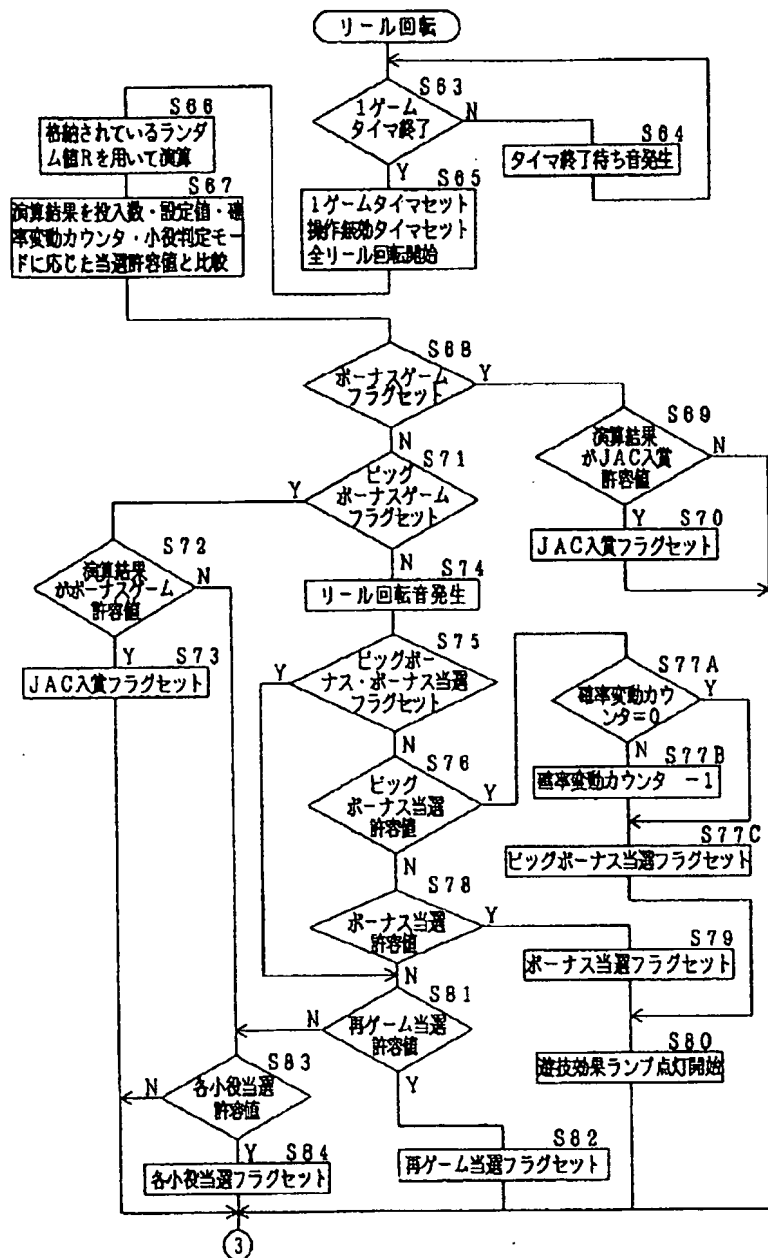 リール回転
S63
1ゲーム
タイマ終了
N
Y
S64
タイマ終了待ち音発生
S65
1ゲームタイマセット
操作無効タイマセット
全リール回転開始
S66
格納されているランダ
ム値Rを用いて演算
S67
演算結果を投入数・設定値・確
率変動カウンタ・小役判定モー
ドに応じた当選許容値と比較
S68
ボーナスゲーム
フラグセット
Y
N
S69
演算結果
がJAC入賞
許容値
N
Y
S70
JAC入賞フラグセット
S71
ビッグ
ボーナスゲーム
フラグセット
Y
N
S72
演算結果
がボーナスゲーム
許容値
N
Y
S73
JAC入賞フラグセット
S74
リール回転音発生
S75
ビッグボー
ナス・ボーナス当選
フラグセット
Y
N
S76
ビッグ
ボーナス当選
許容値
Y
N
S77A
確率変動カウ
ンタ=0
Y
N
S77B
確率変動カウンタ -1
S77C
ビッグボーナス当選フラグセット
S78
ボーナス当選
許容値
Y
N
S79
ボーナス当選フラグセット
S80
遊技効果ランプ点灯開始
S81
再ゲーム当選
許容値
N
Y
S82
再ゲーム当選フラグセット
S83
各小役当選
許容値
N
Y
S84
各小役当選フラグセット
3